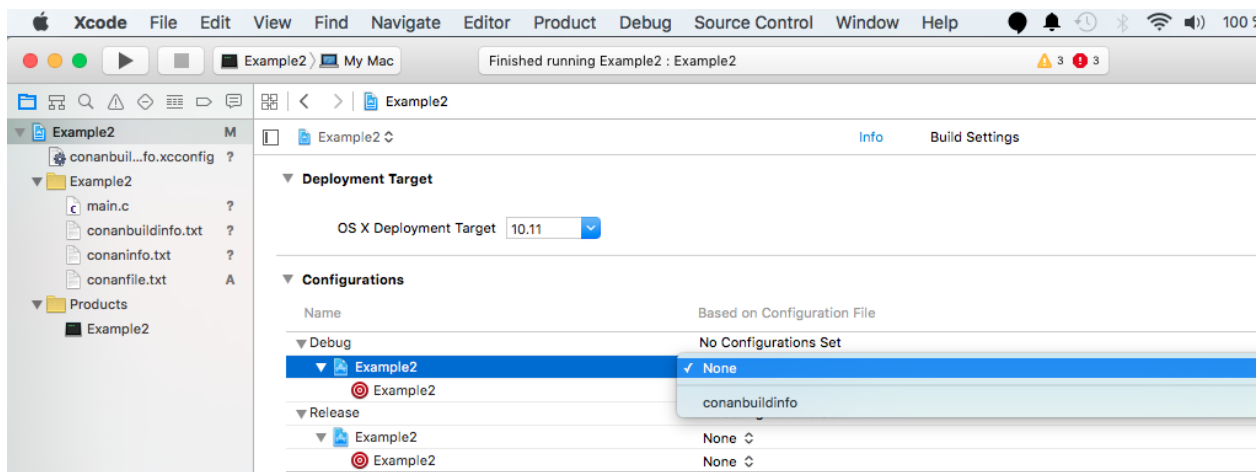 Xcode File Edit View Find Navigate Editor Product Debug Source Control Window Help 100 %
Example2 My Mac Finished running Example2 : Example2 3 3
Example2
Example2 M
Example2 Info Build Settings
conanbuil...fo.xcconfig ?
Example2
Deployment Target
main.c ?
conanbuildinfo.txt ?
OS X Deployment Target 10.11
conaninfo.txt ?
conanfile.txt A
Configurations
Products
Name Based on Configuration File
Example2
Debug No Configurations Set
Example2 ✓ None
Example2
conanbuildinfo
Release
Example2 None
Example2 None